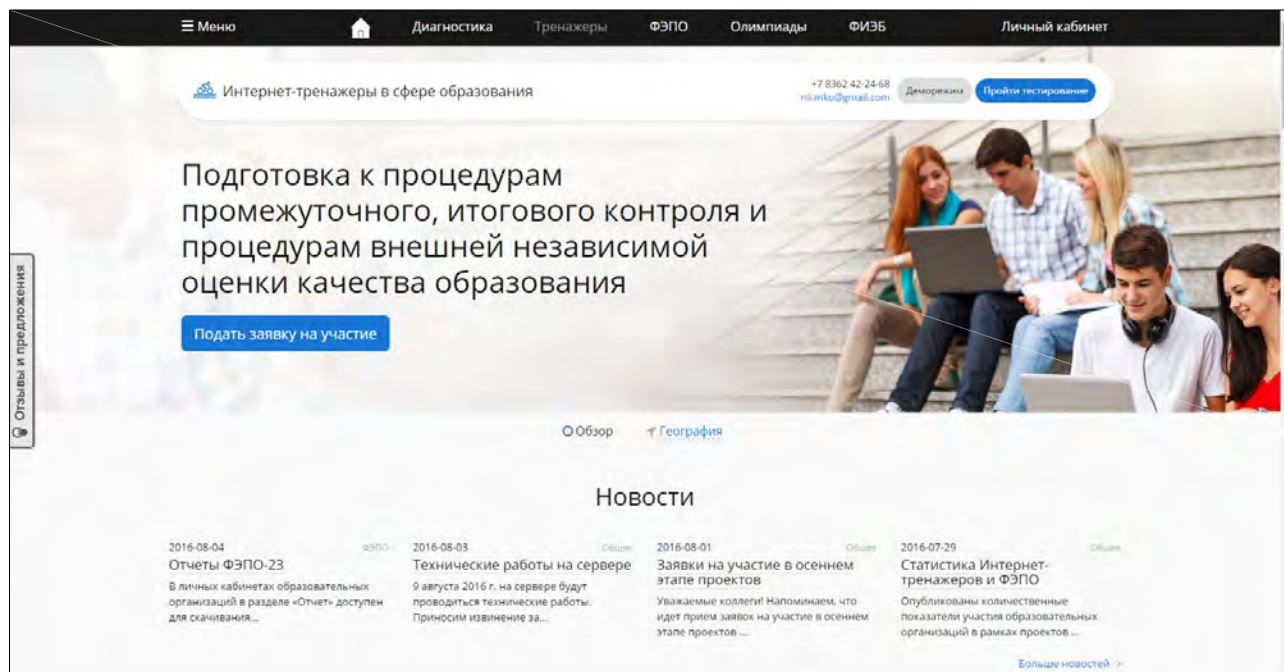 Меню
Диагностика
Тренажеры
ФЭПО
Олимпиады
ФИЭБ
Личный кабинет
Интернет-тренажеры в сфере образования
+7 8362 42-24-68
nii.mko@gmail.com
Деморежим
Пройти тестирование
Подготовка к процедурам
промежуточного, итогового контроля и
процедурам внешней независимой
оценки качества образования
Подать заявку на участие
Отзывы и предложения
Обзор
География
Новости
2016-08-04
ФЭПО
Отчеты ФЭПО-23
В личных кабинетах образовательных
организаций в разделе «Отчет» доступен
для скачивания...
2016-08-03
Общее
Технические работы на сервере
9 августа 2016 г. на сервере будут
проводиться технические работы.
Приносим извинение за...
2016-08-01
Общее
Заявки на участие в осеннем
этапе проектов
Уважаемые коллеги! Напоминаем, что
идет прием заявок на участие в осеннем
этапе проектов ...
2016-07-29
Общее
Статистика Интернет-
тренажеров и ФЭПО
Опубликованы количественные
показатели участия образовательных
организаций в рамках проектов ...
Больше новостей >